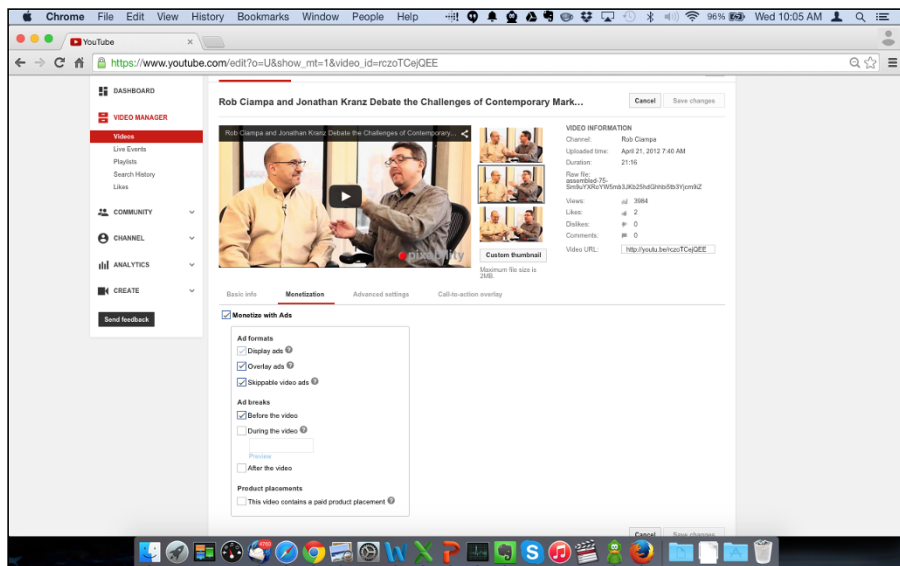 Chrome File Edit View History Bookmarks Window People Help 96% Wed 10:05 AM
YouTube
https://www.youtube.com/edit?o=U&show_mt=1&video_id=rczoTCejQEE
DASHBOARD
VIDEO MANAGER
Videos
Live Events
Playlists
Search History
Likes
COMMUNITY
CHANNEL
ANALYTICS
CREATE
Send feedback
Rob Ciampa and Jonathan Kranz Debate the Challenges of Contemporary Mark...
Cancel Save changes
Rob Ciampa and Jonathan Kranz Debate the Challenges of Contemporary...
pixability
Custom thumbnail
Maximum file size is
2MB.
VIDEO INFORMATION
Channel: Rob Ciampa
Uploaded time: April 21, 2012 7:40 AM
Duration: 21:16
Raw file:
Views: 3984
Likes: 2
Dislikes: 0
Comments: 0
Video URL: http://youtu.be/rczoTCejQEE
Basic info Monetization Advanced settings Call-to-action overlay
Monetize with Ads
Ad formats
Display ads
Overlay ads
Skippable video ads
Ad breaks
Before the video
During the video
Preview
After the video
Product placements
This video contains a paid product placement
Cancel Save changes